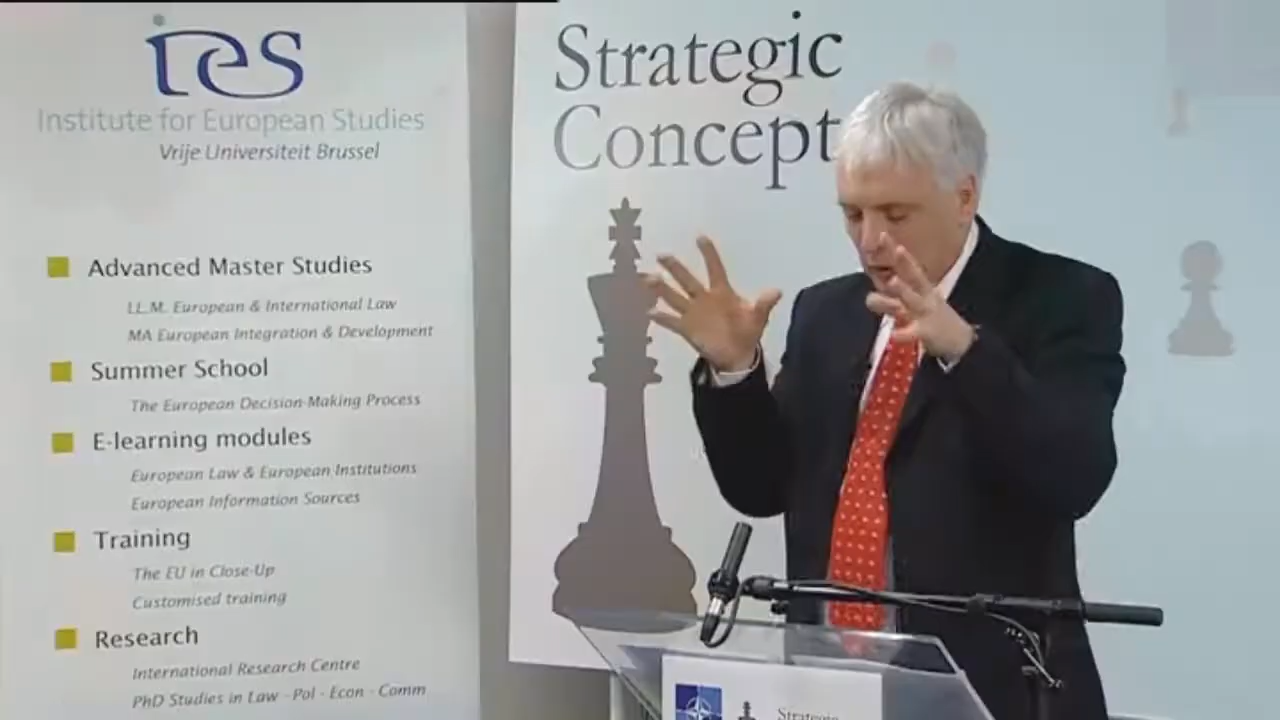 ies
Institute for European Studies
Vrije Universiteit Brussel
Advanced Master Studies
LL.M. European & International Law
MA European Integration & Development
Summer School
The European Decision-Making Process
E-learning modules
European Law & European Institutions
European Information Sources
Training
The EU in Close-Up
Customised training
Research
International Research Centre
PhD Studies in Law - Pol - Econ - Comm
Strategic
Concept
Strategic